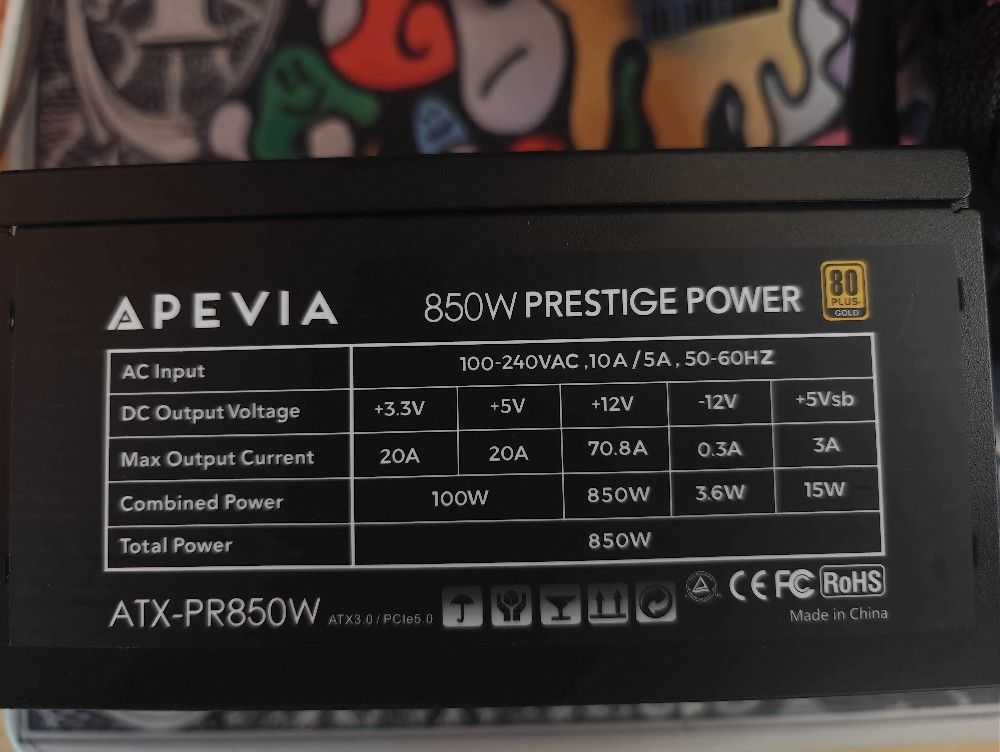 APEVIA 850W PRESTIGE POWER 80 PLUS GOLD
AC Input 100-240VAC ,10A / 5A , 50-60HZ
DC Output Voltage +3.3V +5V +12V -12V +5Vsb
Max Output Current 20A 20A 70.8A 0.3A 3A
Combined Power 100W 850W 3.6W 15W
Total Power 850W
ATX-PR850W ATX3.0 / PCIe5.0 CE FC RoHS
Made in China